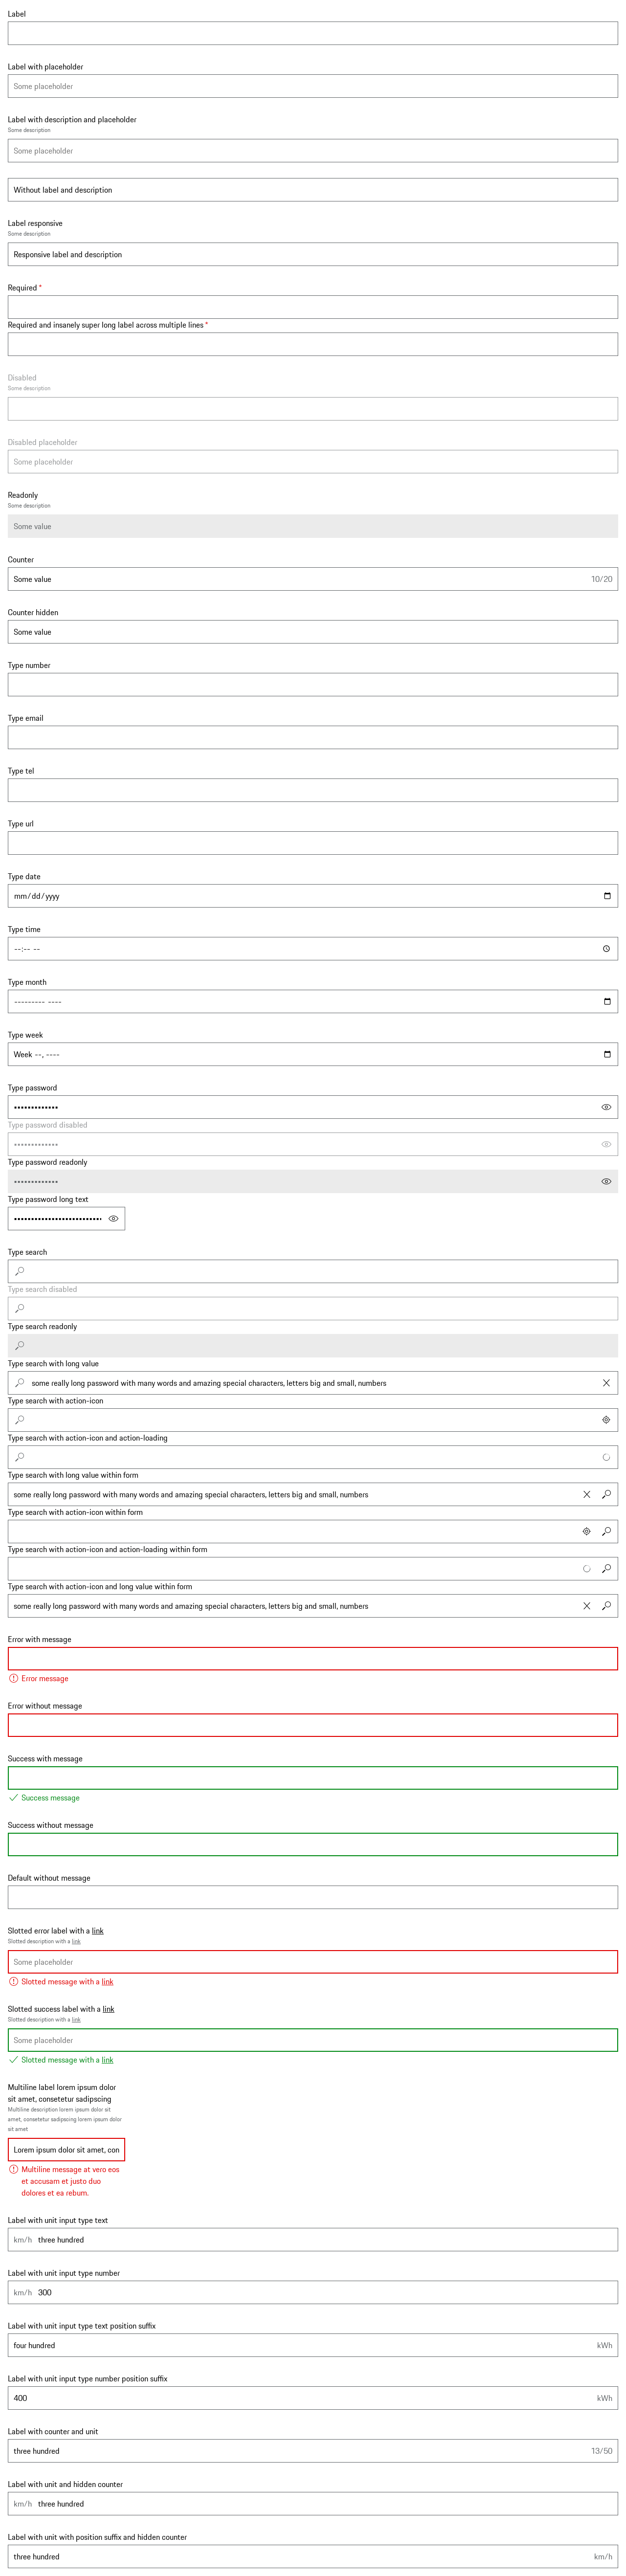 Label
Label with placeholder
Some placeholder
Label with description and placeholder
Some description
Some placeholder
Without label and description
Label responsive
Some description
Responsive label and description
Required *
Required and insanely super long label across multiple lines *
Disabled
Some description
Disabled placeholder
Some placeholder
Readonly
Some description
Some value
Counter
Some value 10/20
Counter hidden
Some value
Type number
Type email
Type tel
Type url
Type date
mm/dd/yyyy
Type time
--:-- --
Type month
--------- ----
Type week
Week --, ----
Type password
•••••••••••••
Type password disabled
•••••••••••••
Type password readonly
•••••••••••••
Type password long text
••••••••••••••••••••••••••
Type search
Type search disabled
Type search readonly
Type search with long value
some really long password with many words and amazing special characters, letters big and small, numbers
Type search with action-icon
Type search with action-icon and action-loading
Type search with long value within form
some really long password with many words and amazing special characters, letters big and small, numbers
Type search with action-icon within form
Type search with action-icon and action-loading within form
Type search with action-icon and long value within form
some really long password with many words and amazing special characters, letters big and small, numbers
Error with message
Error message
Error without message
Success with message
Success message
Success without message
Default without message
Slotted error label with a link
Slotted description with a link
Some placeholder
Slotted message with a link
Slotted success label with a link
Slotted description with a link
Some placeholder
Slotted message with a link
Multiline label lorem ipsum dolor
sit amet, consetetur sadipscing
Multiline description lorem ipsum dolor sit
amet, consetetur sadipscing lorem ipsum dolor
sit amet
Lorem ipsum dolor sit amet, con
Multiline message at vero eos
et accusam et justo duo
dolores et ea rebum.
Label with unit input type text
km/h three hundred
Label with unit input type number
km/h 300
Label with unit input type text position suffix
four hundred kWh
Label with unit input type number position suffix
400 kWh
Label with counter and unit
three hundred 13/50
Label with unit and hidden counter
km/h three hundred
Label with unit with position suffix and hidden counter
three hundred km/h